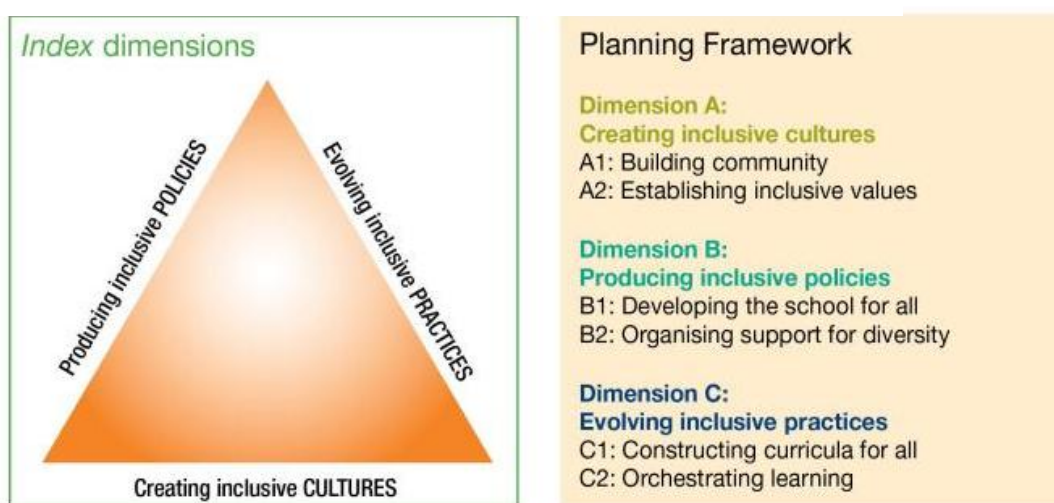 Index dimensions
Producing inclusive POLICIES
Evolving inclusive PRACTICES
Creating inclusive CULTURES
Planning Framework
Dimension A:
Creating inclusive cultures
A1: Building community
A2: Establishing inclusive values
Dimension B:
Producing inclusive policies
B1: Developing the school for all
B2: Organising support for diversity
Dimension C:
Evolving inclusive practices
C1: Constructing curricula for all
C2: Orchestrating learning